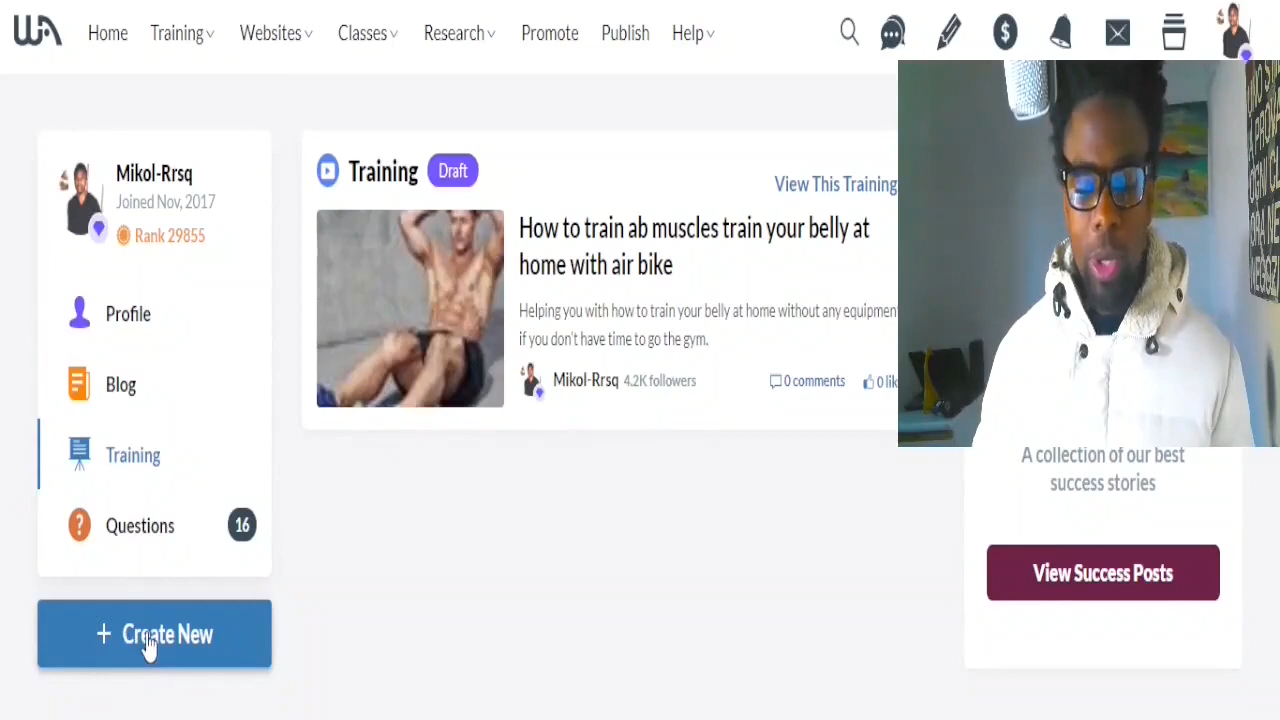 WA
Home Training Websites Classes Research Promote Publish Help
Mikol-Rrsq
Joined Nov, 2017
Rank 29855
Profile
Blog
Training
Questions 16
+ Create New
Training Draft
View This Training
How to train ab muscles train your belly at
home with air bike
Helping you with how to train your belly at home without any equipmen
if you don't have time to go the gym.
Mikol-Rrsq 4.2K followers 0 comments 0 lik
A collection of our best
success stories
View Success Posts